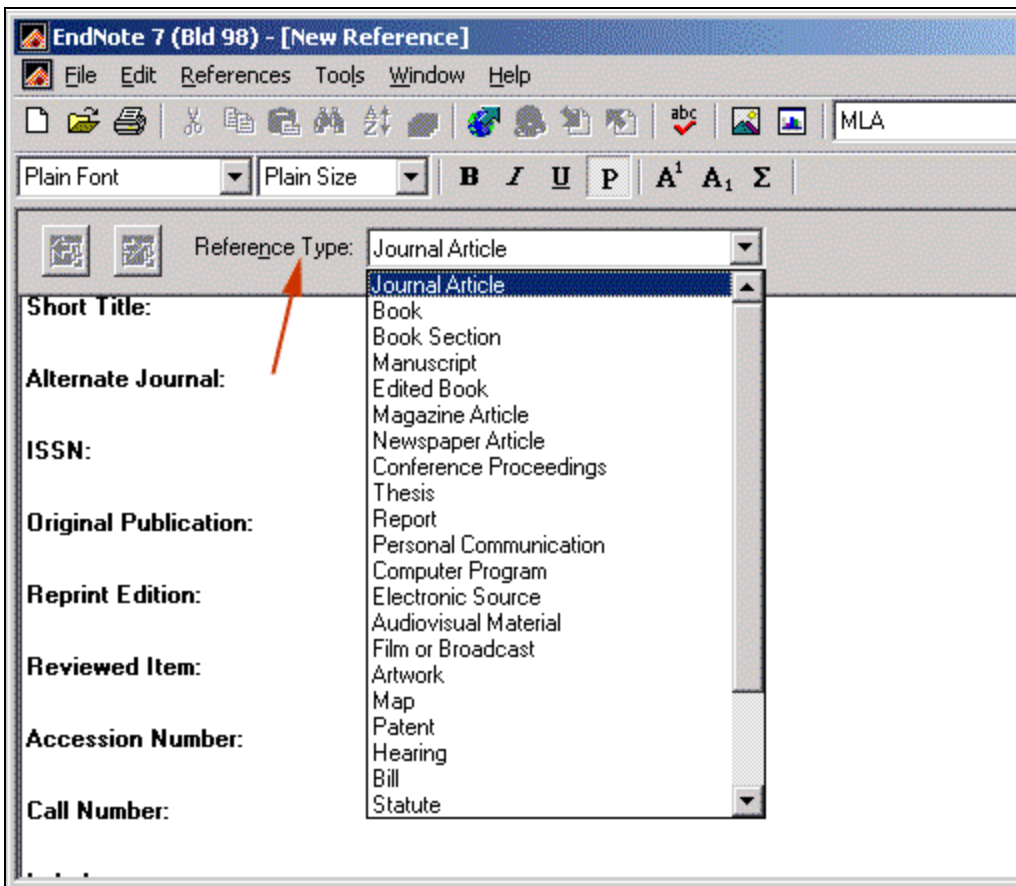 EndNote 7 (Bld 98) - [New Reference]
File Edit References Tools Window Help
abc MLA
Plain Font Plain Size B I U P A¹ A₁ Σ
Reference Type: Journal Article
Journal Article
Short Title:
Book
Book Section
Manuscript
Alternate Journal:
Edited Book
Magazine Article
Newspaper Article
ISSN:
Conference Proceedings
Thesis
Report
Original Publication:
Personal Communication
Computer Program
Electronic Source
Reprint Edition:
Audiovisual Material
Film or Broadcast
Reviewed Item:
Artwork
Map
Patent
Accession Number:
Hearing
Bill
Statute
Call Number: